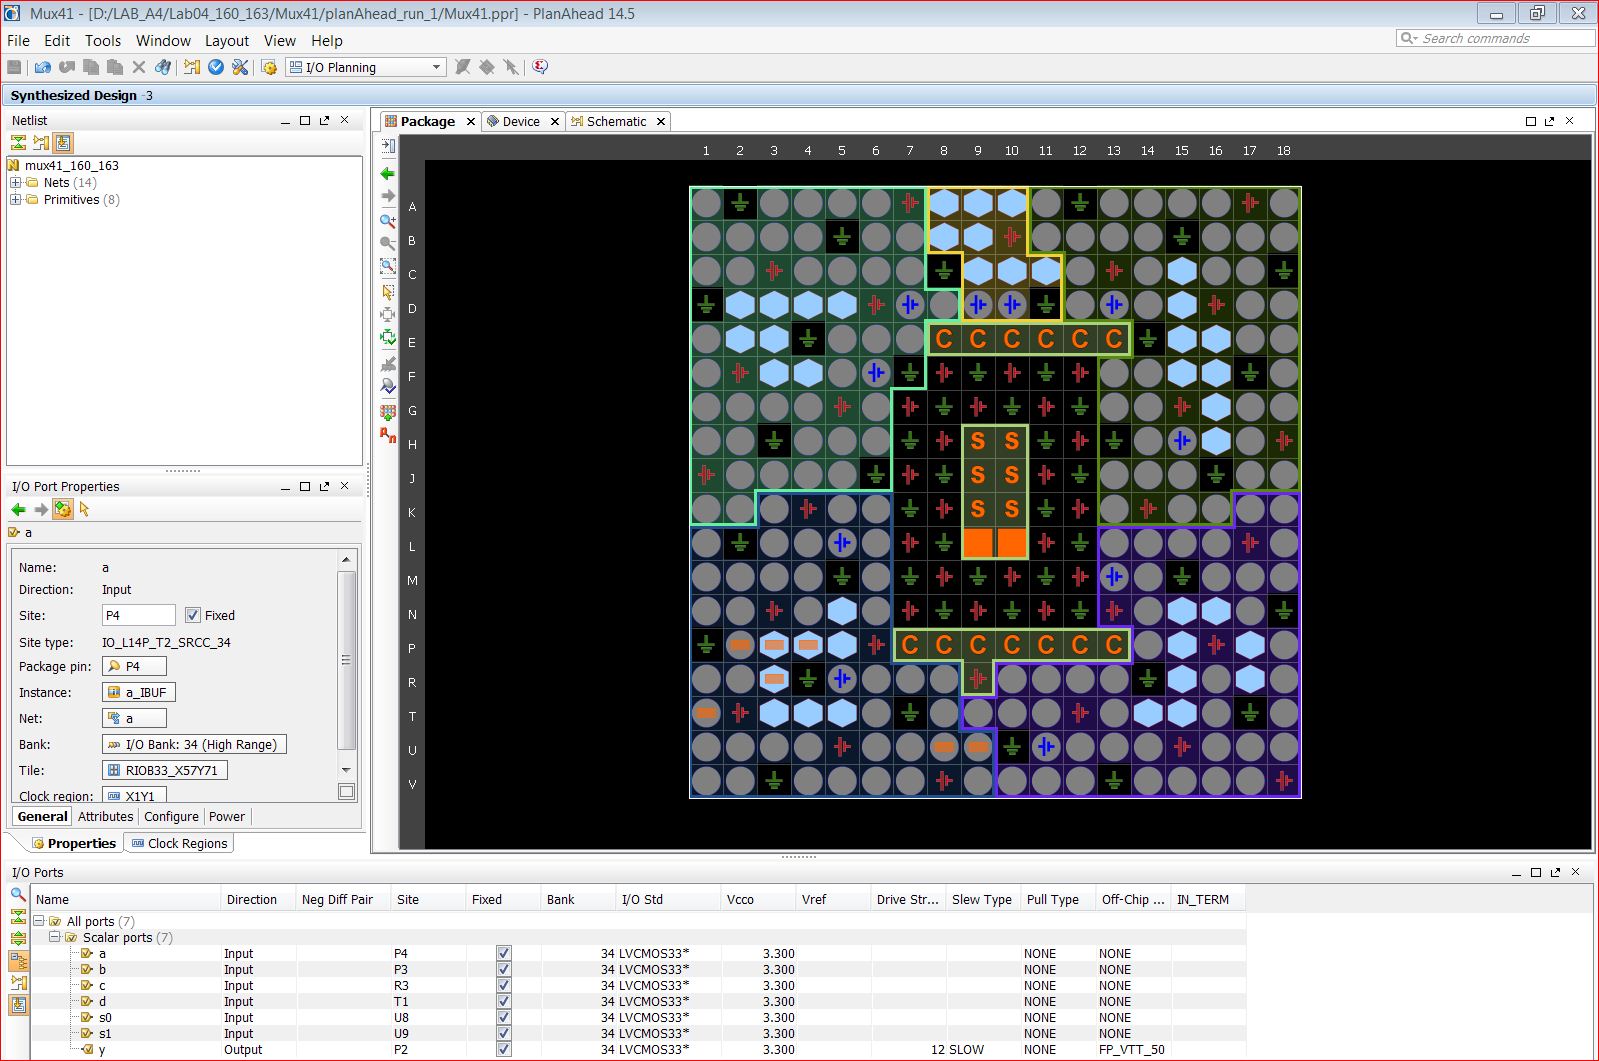 Mux41 - [D:/LAB_A4/Lab04_160_163/Mux41/planAhead_run_1/Mux41.ppr] - PlanAhead 14.5
File Edit Tools Window Layout View Help
Search commands
I/O Planning
Synthesized Design -3
Netlist
mux41_160_163
Nets (14)
Primitives (8)
Package Device Schematic
1 2 3 4 5 6 7 8 9 10 11 12 13 14 15 16 17 18
A
B
C
D
E C C C C C C
F
G
H S S
J S S
K S S
L
M
N
P C C C C C C C
R
T
U
V
I/O Port Properties
a
Name: a
Direction: Input
Site: P4 Fixed
Site type: IO_L14P_T2_SRCC_34
Package pin: P4
Instance: a_IBUF
Net: a
Bank: I/O Bank: 34 (High Range)
Tile: RIOB33_X57Y71
Clock region: X1Y1
General Attributes Configure Power
Properties Clock Regions
I/O Ports
Name Direction Neg Diff Pair Site Fixed Bank I/O Std Vcco Vref Drive Str... Slew Type Pull Type Off-Chip ... IN_TERM
All ports (7)
Scalar ports (7)
a Input P4 34 LVCMOS33* 3.300 NONE NONE
b Input P3 34 LVCMOS33* 3.300 NONE NONE
c Input R3 34 LVCMOS33* 3.300 NONE NONE
d Input T1 34 LVCMOS33* 3.300 NONE NONE
s0 Input U8 34 LVCMOS33* 3.300 NONE NONE
s1 Input U9 34 LVCMOS33* 3.300 NONE NONE
y Output P2 34 LVCMOS33* 3.300 12 SLOW NONE FP_VTT_50